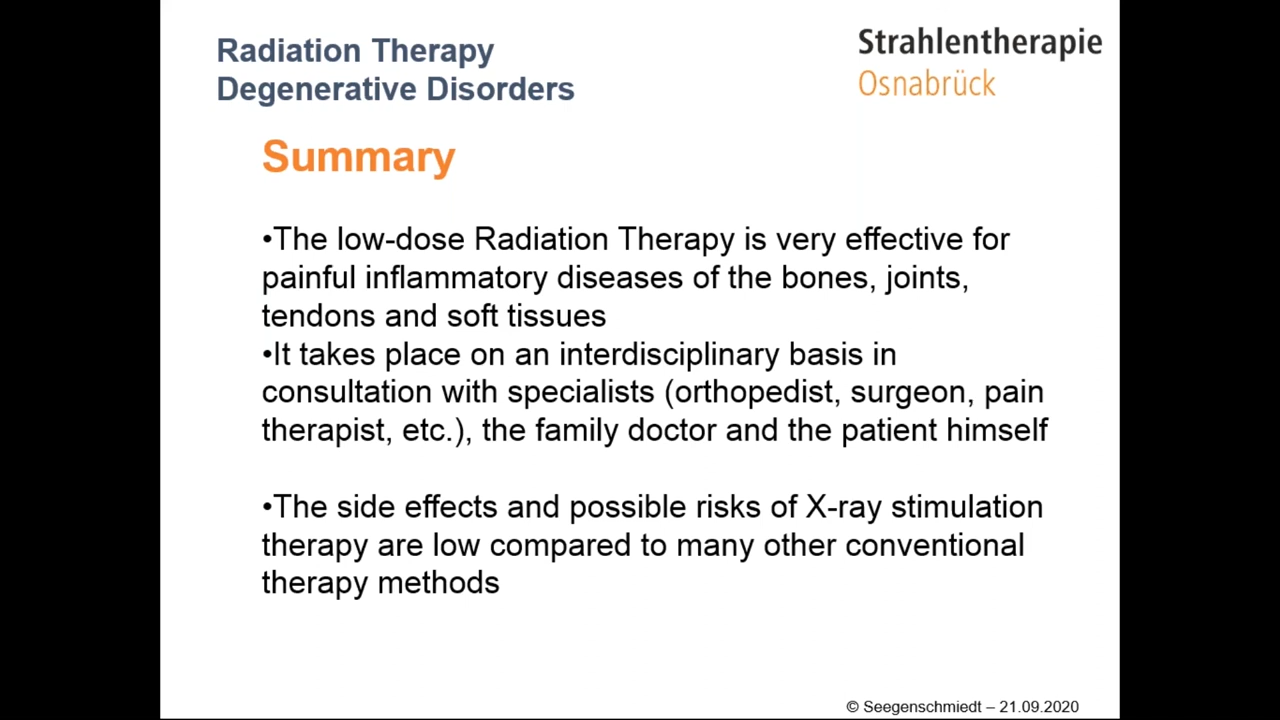 Radiation Therapy
Degenerative Disorders
Strahlentherapie
Osnabrück
Summary
•The low-dose Radiation Therapy is very effective for
painful inflammatory diseases of the bones, joints,
tendons and soft tissues
•It takes place on an interdisciplinary basis in
consultation with specialists (orthopedist, surgeon, pain
therapist, etc.), the family doctor and the patient himself
•The side effects and possible risks of X-ray stimulation
therapy are low compared to many other conventional
therapy methods
© Seegenschmiedt – 21.09.2020